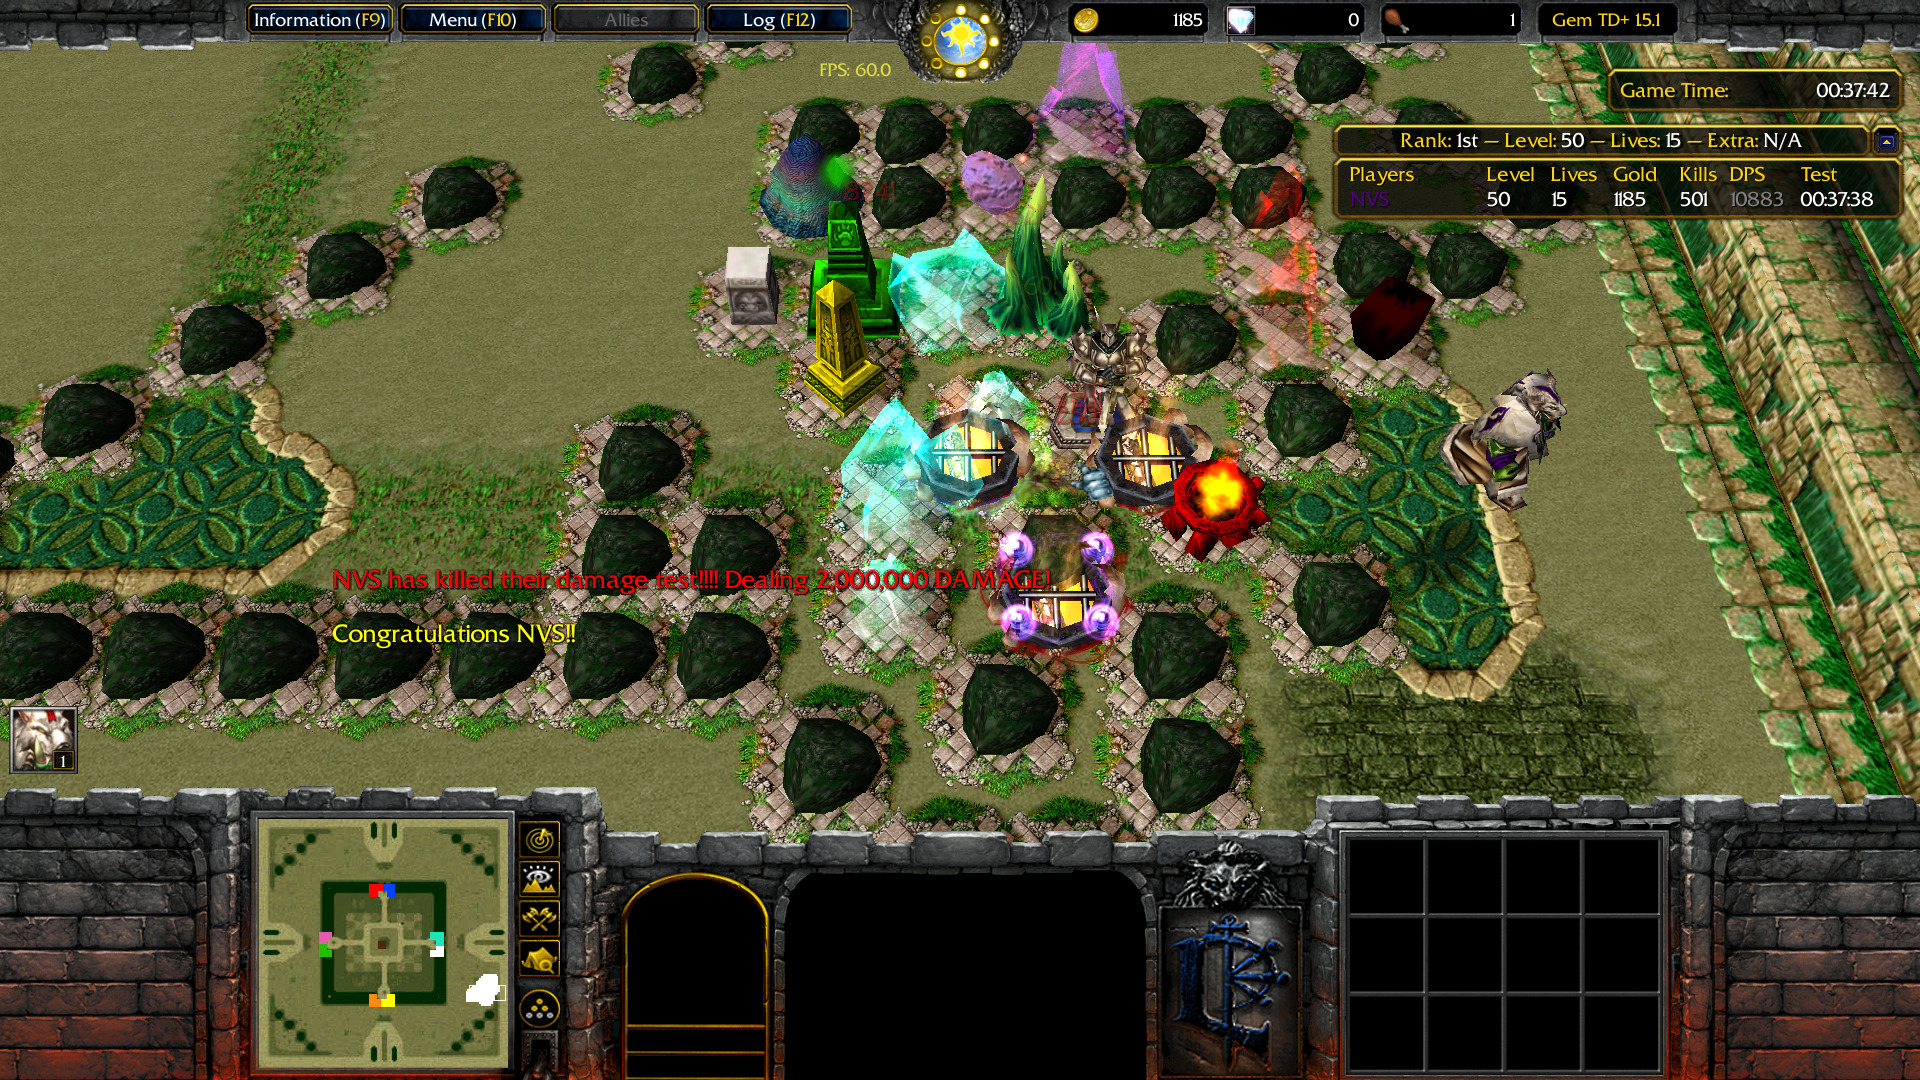 Information (F9) Menu (F10) Allies Log (F12) 1185 0 1 Gem TD+ 15.1
FPS: 60.0
Game Time: 00:37:42
Rank: 1st — Level: 50 — Lives: 15 — Extra: N/A
Players Level Lives Gold Kills DPS Test
NVS 50 15 1185 501 10883 00:37:38
NVS has killed their damage test!!!! Dealing 2,000,000 DAMAGE!
Congratulations NVS!!
1